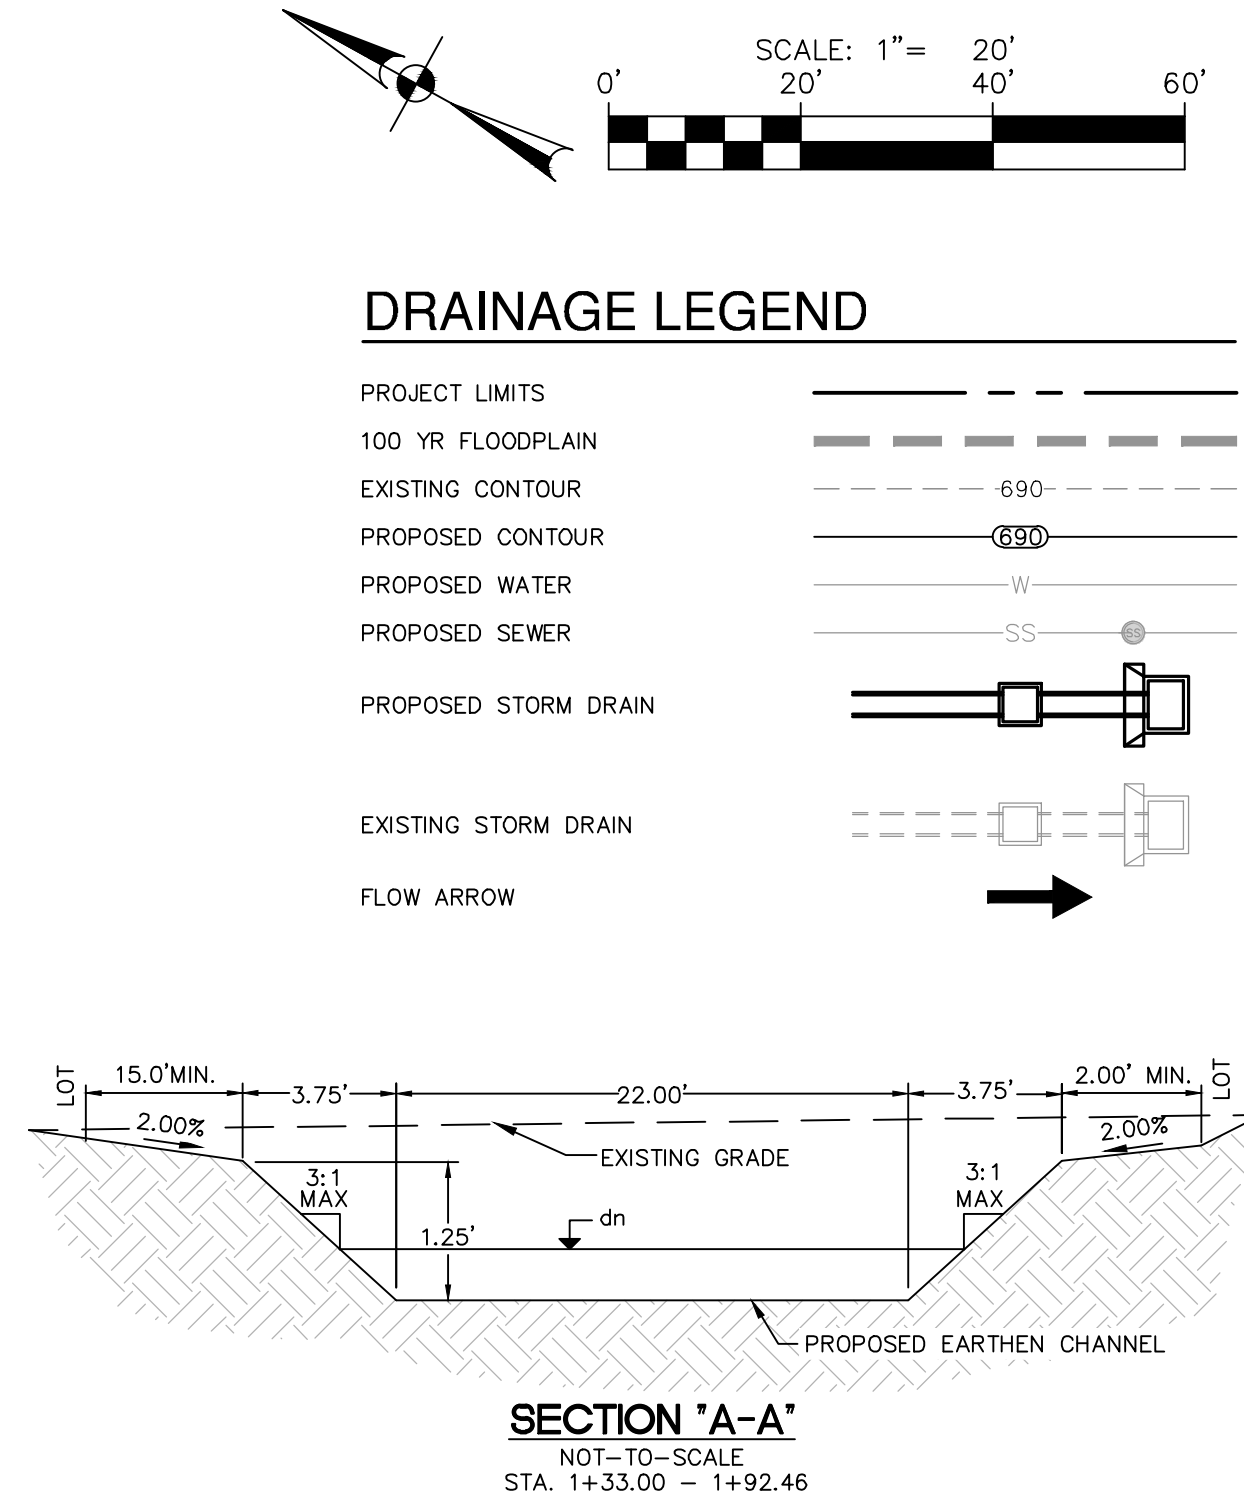 SCALE: 1"= 20'
0' 20' 40' 60'
DRAINAGE LEGEND
PROJECT LIMITS
100 YR FLOODPLAIN
EXISTING CONTOUR 690
PROPOSED CONTOUR 690
PROPOSED WATER W
PROPOSED SEWER SS SS
PROPOSED STORM DRAIN
EXISTING STORM DRAIN
FLOW ARROW
LOT 15.0'MIN. 3.75' 22.00' 3.75' 2.00' MIN. LOT
2.00% 2.00%
EXISTING GRADE
3:1 MAX
3:1 MAX
1.25'
dn
PROPOSED EARTHEN CHANNEL
SECTION "A-A"
NOT-TO-SCALE
STA. 1+33.00 - 1+92.46